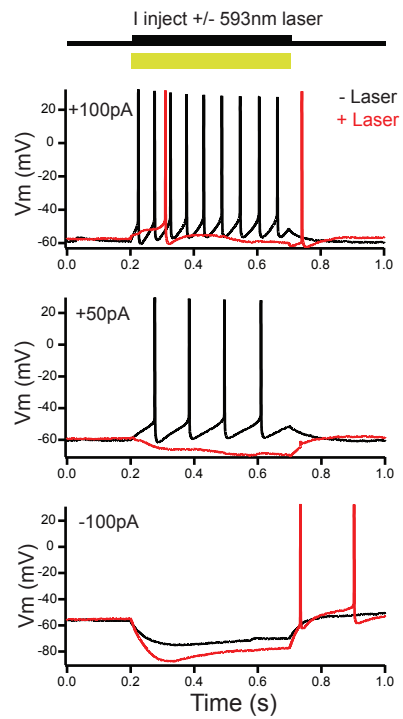 I inject +/- 593nm laser
+100pA
- Laser
+ Laser
Vm (mV)
20
0
-20
-40
-60
0.0 0.2 0.4 0.6 0.8 1.0
+50pA
Vm (mV)
20
0
-20
-40
-60
0.0 0.2 0.4 0.6 0.8 1.0
-100pA
Vm (mV)
20
0
-20
-40
-60
-80
0.0 0.2 0.4 0.6 0.8 1.0
Time (s)